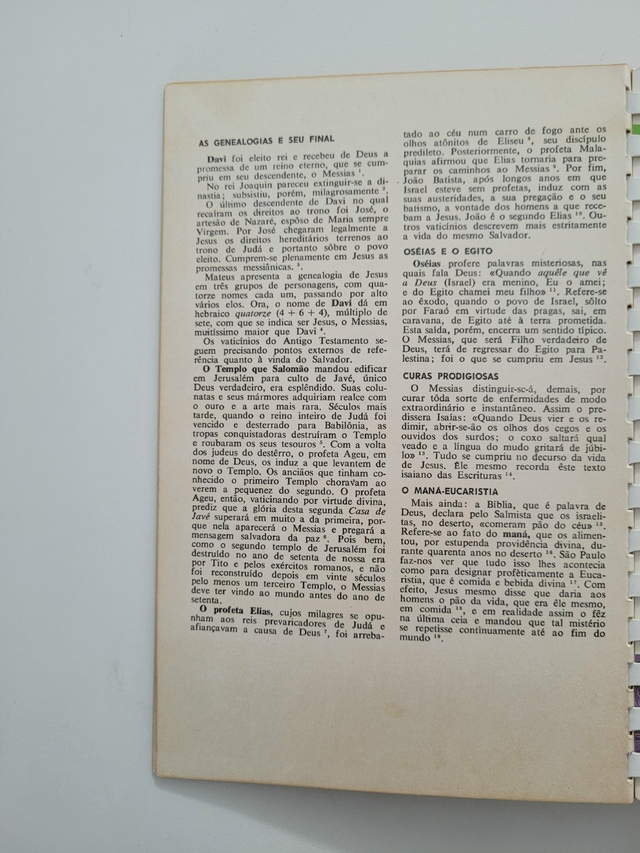 AS GENEALOGIAS E SEU FINAL
Davi foi eleito rei e recebeu de Deus a
promessa de um reino eterno, que se cum-
priu em seu descendente, o Messias ¹.
No rei Joaquin pareceu extinguir-se a di-
nastia; subsistiu, porém, milagrosamente ².
O último descendente de Davi no qual
recaíram os direitos ao trono foi José, o
artesão de Nazaré, espôso de Maria sempre
Virgem. Por José chegaram legalmente a
Jesus os direitos hereditários terrenos ao
trono de Judá e portanto sôbre o povo
eleito. Cumprem-se plenamente em Jesus as
promessas messiânicas. ³.
Mateus apresenta a genealogia de Jesus
em três grupos de personagens, com qua-
torze nomes cada um, passando por alto
vários elos. Ora, o nome de Davi dá em
hebraico quatorze (4 + 6 + 4), múltiplo de
sete, com que se indica ser Jesus, o Messias,
muitíssimo maior que Davi ⁴.
Os vaticínios do Antigo Testamento se-
guem precisando pontos externos de refe-
rência quanto à vinda do Salvador.
O Templo que Salomão mandou edificar
em Jerusalém para culto de Javé, único
Deus verdadeiro, era esplêndido. Suas colu-
natas e seus mármores adquiriam realce com
o ouro e a arte mais rara. Séculos mais
tarde, quando o reino inteiro de Judá foi
vencido e desterrado para Babilônia, as
tropas conquistadoras destruíram o Templo
e roubaram os seus tesouros ⁵. Com a volta
dos judeus do destêrro, o profeta Ageu, em
nome de Deus, os induz a que levantem de
novo o Templo. Os anciãos que tinham co-
nhecido o primeiro Templo choravam ao
verem a pequenez do segundo. O profeta
Ageu, então, vaticinando por virtude divina,
prediz que a glória desta segunda Casa de
Javé superará em muito a da primeira, por-
que nela aparecerá o Messias e pregará a
mensagem salvadora da paz ⁶. Pois bem,
como o segundo templo de Jerusalém foi
destruído no ano de setenta de nossa era
por Tito e pelos exércitos romanos, e não
foi reconstruído depois em vinte séculos
pelo menos um terceiro Templo, o Messias
deve ter vindo ao mundo antes do ano de
setenta.
O profeta Elias, cujos milagres se opu-
nham aos reis prevaricadores de Judá e
afiançavam a causa de Deus ⁷, foi arreba-
tado ao céu num carro de fogo ante os
olhos atônitos de Eliseu ⁸, seu discípulo
predileto. Posteriormente, o profeta Mala-
quias afirmou que Elias tornaria para pre-
parar os caminhos ao Messias ⁹. Por fim,
João Batista, após longos anos em que
Israel esteve sem profetas, induz com as
suas austeridades, a sua pregação e o seu
batismo, a vontade dos homens a que rece-
bam a Jesus. João é o segundo Elias ¹⁰. Ou-
tros vaticínios descrevem mais estritamente
a vida do mesmo Salvador.
OSÉIAS E O EGITO
Oséias profere palavras misteriosas, nas
quais fala Deus: «Quando aquêle que vê
a Deus (Israel) era menino, Eu o amei;
e do Egito chamei meu filho» ¹¹. Refere-se
ao êxodo, quando o povo de Israel, sôlto
por Faraó em virtude das pragas, sai, em
caravana, de Egito até à terra prometida.
Esta saída, porém, encerra um sentido típico.
O Messias, que será Filho verdadeiro de
Deus, terá de regressar do Egito para Pa-
lestina; foi o que se cumpriu em Jesus ¹².
CURAS PRODIGIOSAS
O Messias distinguir-se-á, demais, por
curar tôda sorte de enfermidades de modo
extraordinário e instantâneo. Assim o pre-
dissera Isaías: «Quando Deus vier e os re-
dimir, abrir-se-ão os olhos dos cegos e os
ouvidos dos surdos; o coxo saltará qual
veado e a língua do mudo gritará de júbi-
lo» ¹³. Tudo se cumpriu no decurso da vida
de Jesus. Êle mesmo recorda êste texto
isaiano das Escrituras ¹⁴.
O MANÁ-EUCARISTIA
Mais ainda: a Bíblia, que é palavra de
Deus, declara pelo Salmista que os israeli-
tas, no deserto, «comeram pão do céu» ¹⁵.
Refere-se ao fato do maná, que os alimen-
tou, por estupenda providência divina, du-
rante quarenta anos no deserto ¹⁶. São Paulo
faz-nos ver que tudo isso lhes acontecia
como para designar profèticamente a Euca-
ristia, que é comida e bebida divina ¹⁷. Com
efeito, Jesus mesmo disse que daria aos
homens o pão da vida, que era êle mesmo,
em comida ¹⁸, e em realidade assim o fêz
na última ceia e mandou que tal mistério
se repetisse continuamente até ao fim do
mundo ¹⁹.